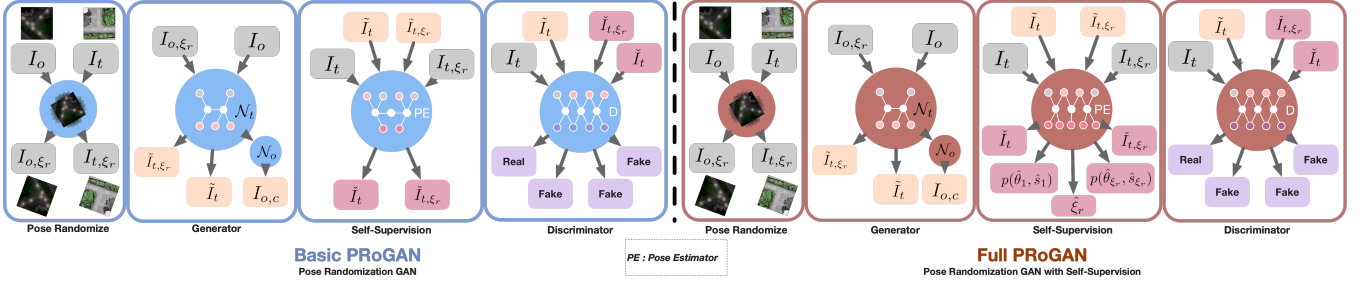 I_o I_t
I_{o,ξ_r} I_{t,ξ_r}
Pose Randomize
I_{o,ξ_r} I_o
𝒩_t
𝒩_o
Ĩ_{t,ξ_r} Ĩ_t I_{o,c}
Generator
Ĩ_t Ĩ_{t,ξ_r}
I_t I_{t,ξ_r}
PE
Ǐ_t Ǐ_{t,ξ_r}
Self-Supervision
Ĩ_t Ǐ_{t,ξ_r}
I_t Ǐ_t
D
Real Fake
Fake Fake
Discriminator
Basic PRoGAN
Pose Randomization GAN
PE : Pose Estimator
I_o I_t
I_{o,ξ_r} I_{t,ξ_r}
Pose Randomize
I_{o,ξ_r} I_o
𝒩_t
𝒩_o
Ĩ_{t,ξ_r} Ĩ_t I_{o,c}
Generator
Ĩ_t Ĩ_{t,ξ_r}
I_t I_{t,ξ_r}
PE
Ǐ_t Ǐ_{t,ξ_r}
p(θ̂_1, ŝ_1) p(θ̂_{ξ_r}, ŝ_{ξ_r})
ξ̂_r
Self-Supervision
Ĩ_t Ǐ_{t,ξ_r}
I_t Ǐ_t
D
Real Fake
Fake Fake
Discriminator
Full PRoGAN
Pose Randomization GAN with Self-Supervision